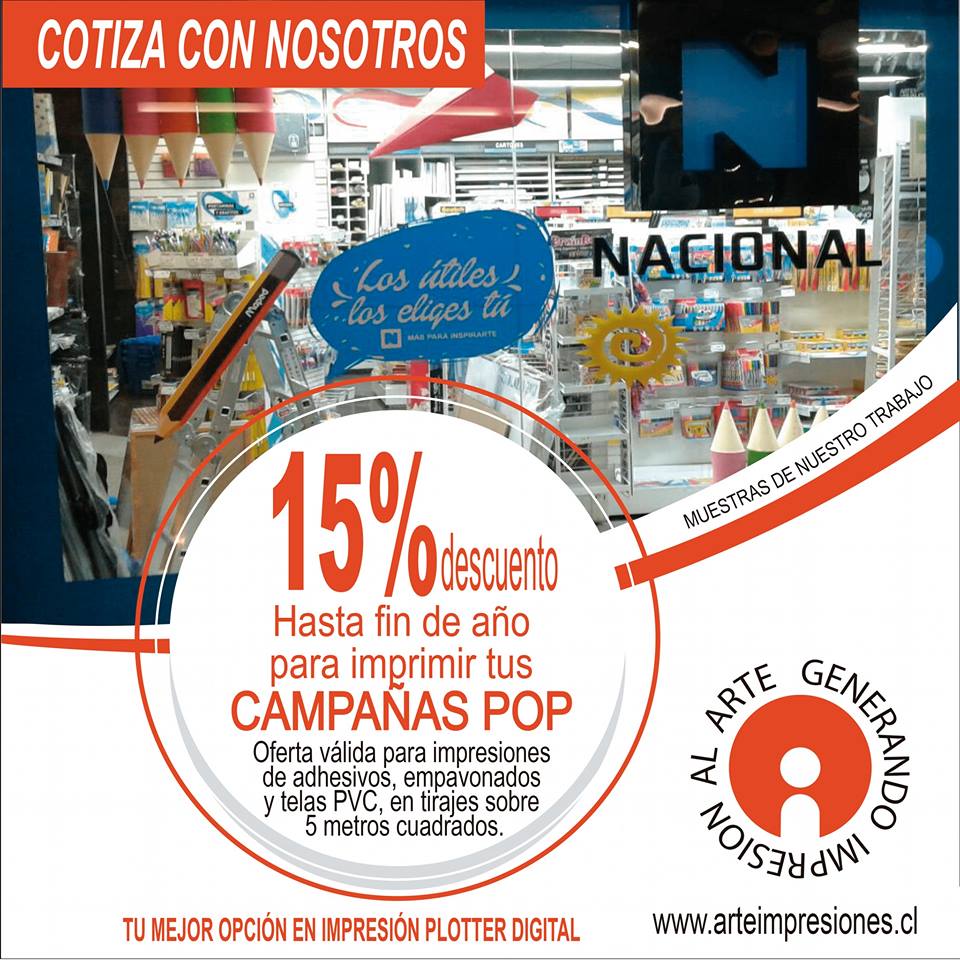 COTIZA CON NOSOTROS
CARTONES
NACIONAL
Maped
Los útiles
los eliges tú
N MÁS PARA INSPIRARTE
MUESTRAS DE NUESTRO TRABAJO
15% descuento
Hasta fin de año
para imprimir tus
CAMPAÑAS POP
Oferta válida para impresiones
de adhesivos, empavonados
y telas PVC, en tirajes sobre
5 metros cuadrados.
GENERANDO IMPRESION AL ARTE
www.arteimpresiones.cl
TU MEJOR OPCIÓN EN IMPRESIÓN PLOTTER DIGITAL